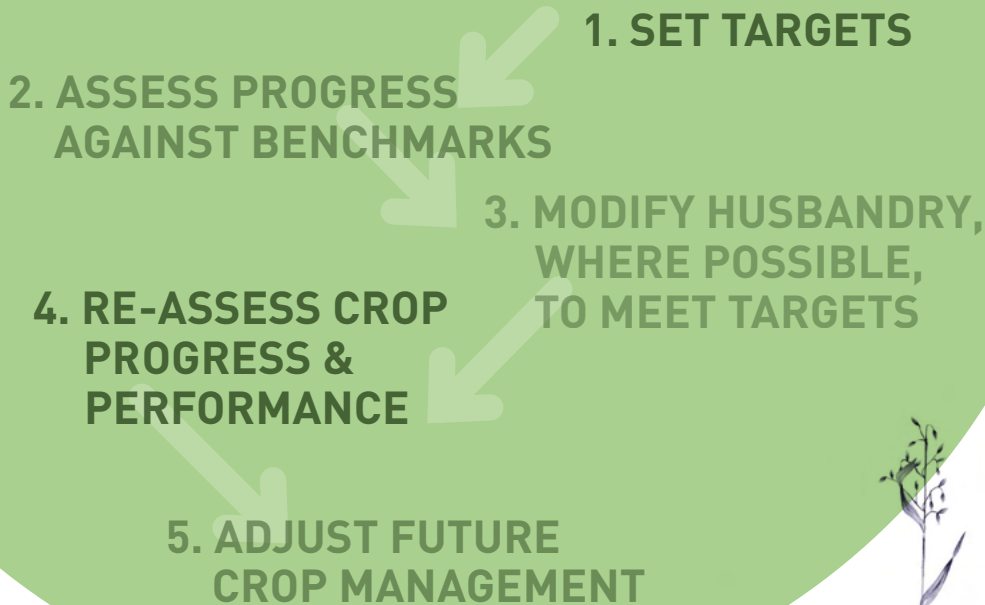 1. SET TARGETS
2. ASSESS PROGRESS
AGAINST BENCHMARKS
3. MODIFY HUSBANDRY,
WHERE POSSIBLE,
TO MEET TARGETS
4. RE-ASSESS CROP
PROGRESS &
PERFORMANCE
5. ADJUST FUTURE
CROP MANAGEMENT